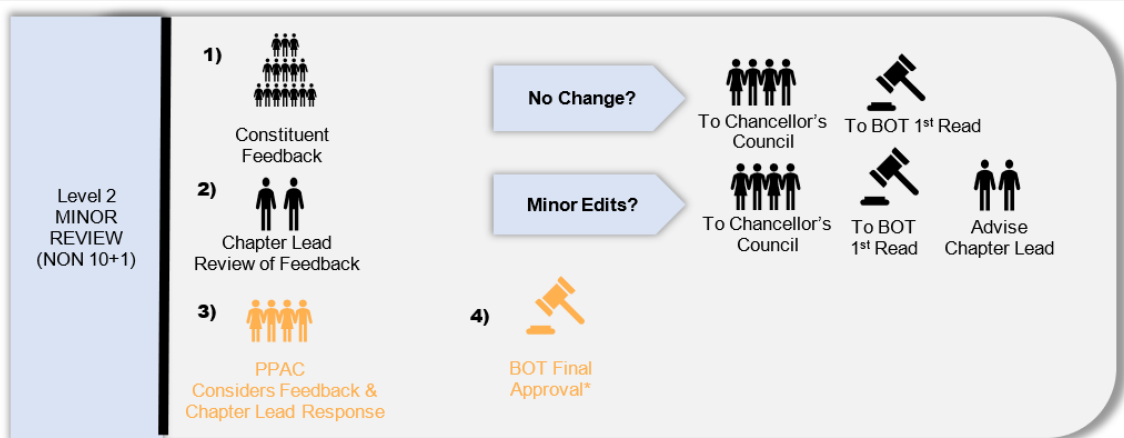 Level 2
MINOR
REVIEW
(NON 10+1)
1)
Constituent
Feedback
2)
Chapter Lead
Review of Feedback
3)
PPAC
Considers Feedback &
Chapter Lead Response
No Change?
To Chancellor's
Council
To BOT 1st Read
Minor Edits?
To Chancellor's
Council
To BOT
1st Read
Advise
Chapter Lead
4)
BOT Final
Approval*